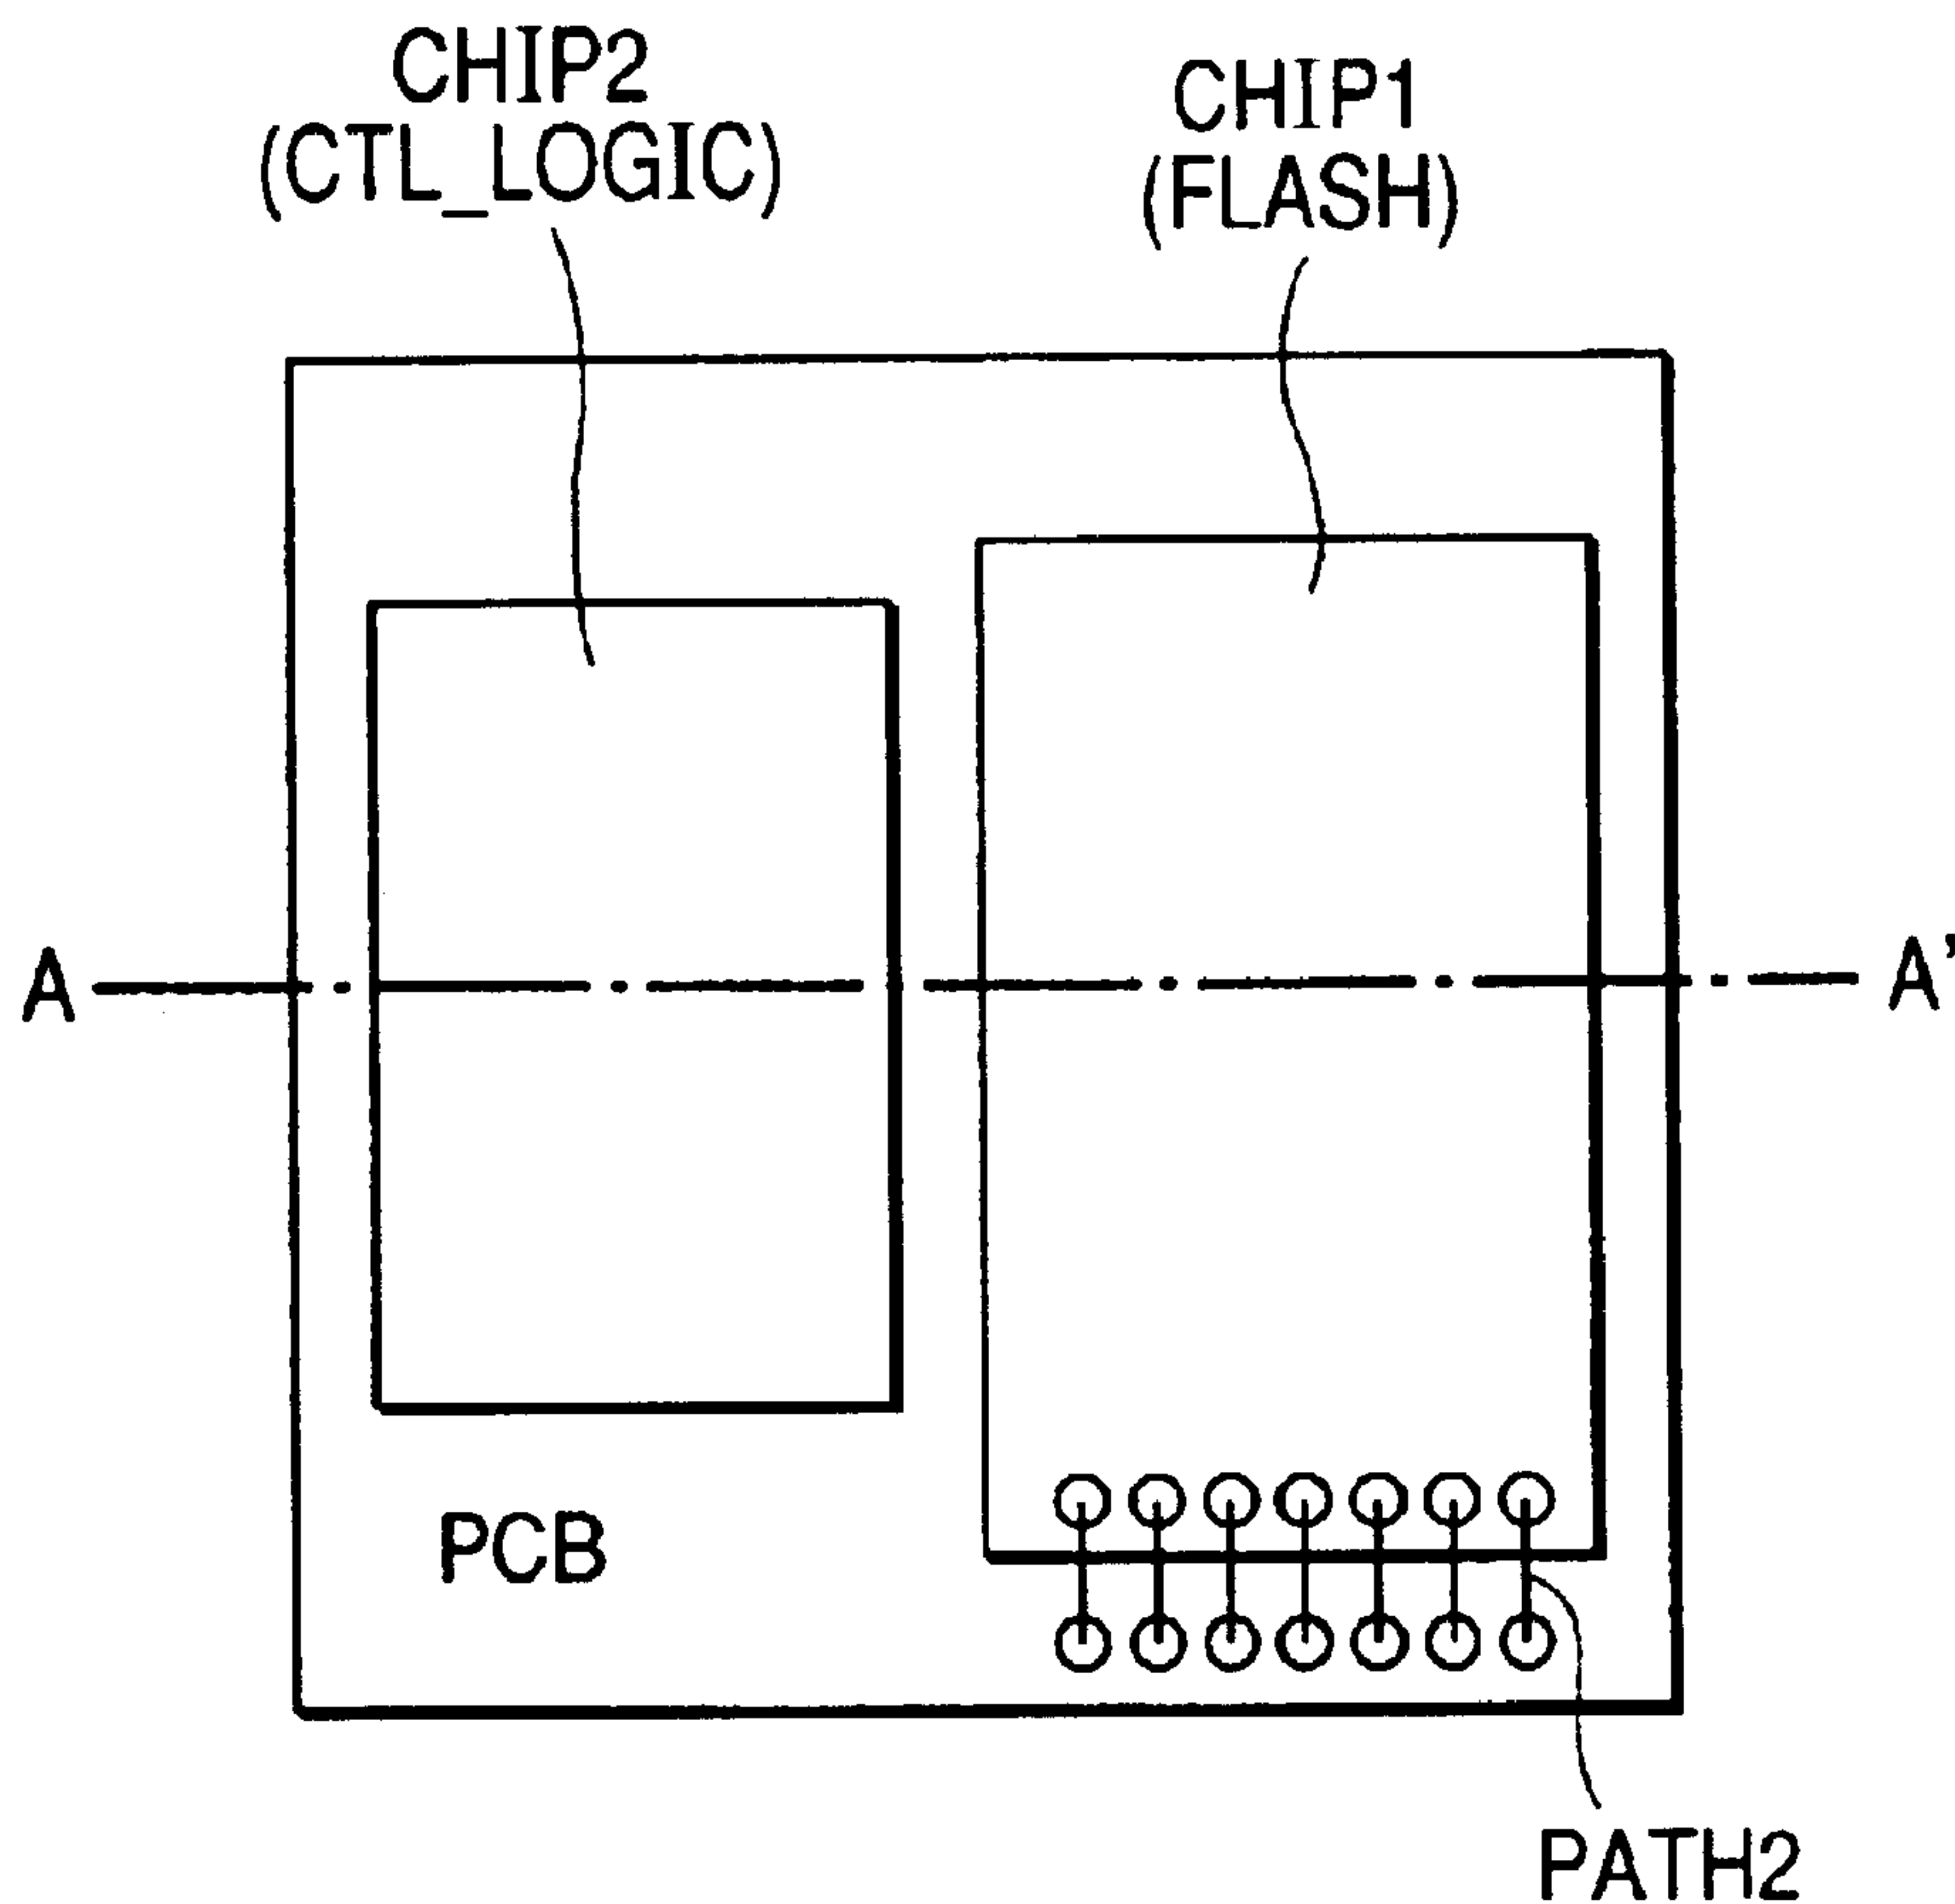 CHIP2
(CTL_LOGIC)
CHIP1
(FLASH)
A
A'
PCB
PATH2